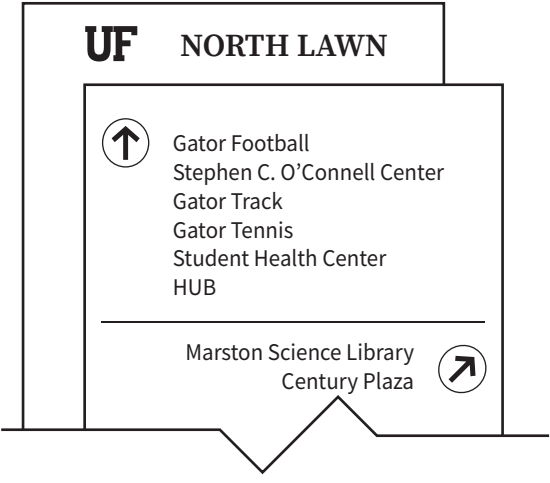 UF NORTH LAWN
Gator Football
Stephen C. O’Connell Center
Gator Track
Gator Tennis
Student Health Center
HUB
Marston Science Library
Century Plaza